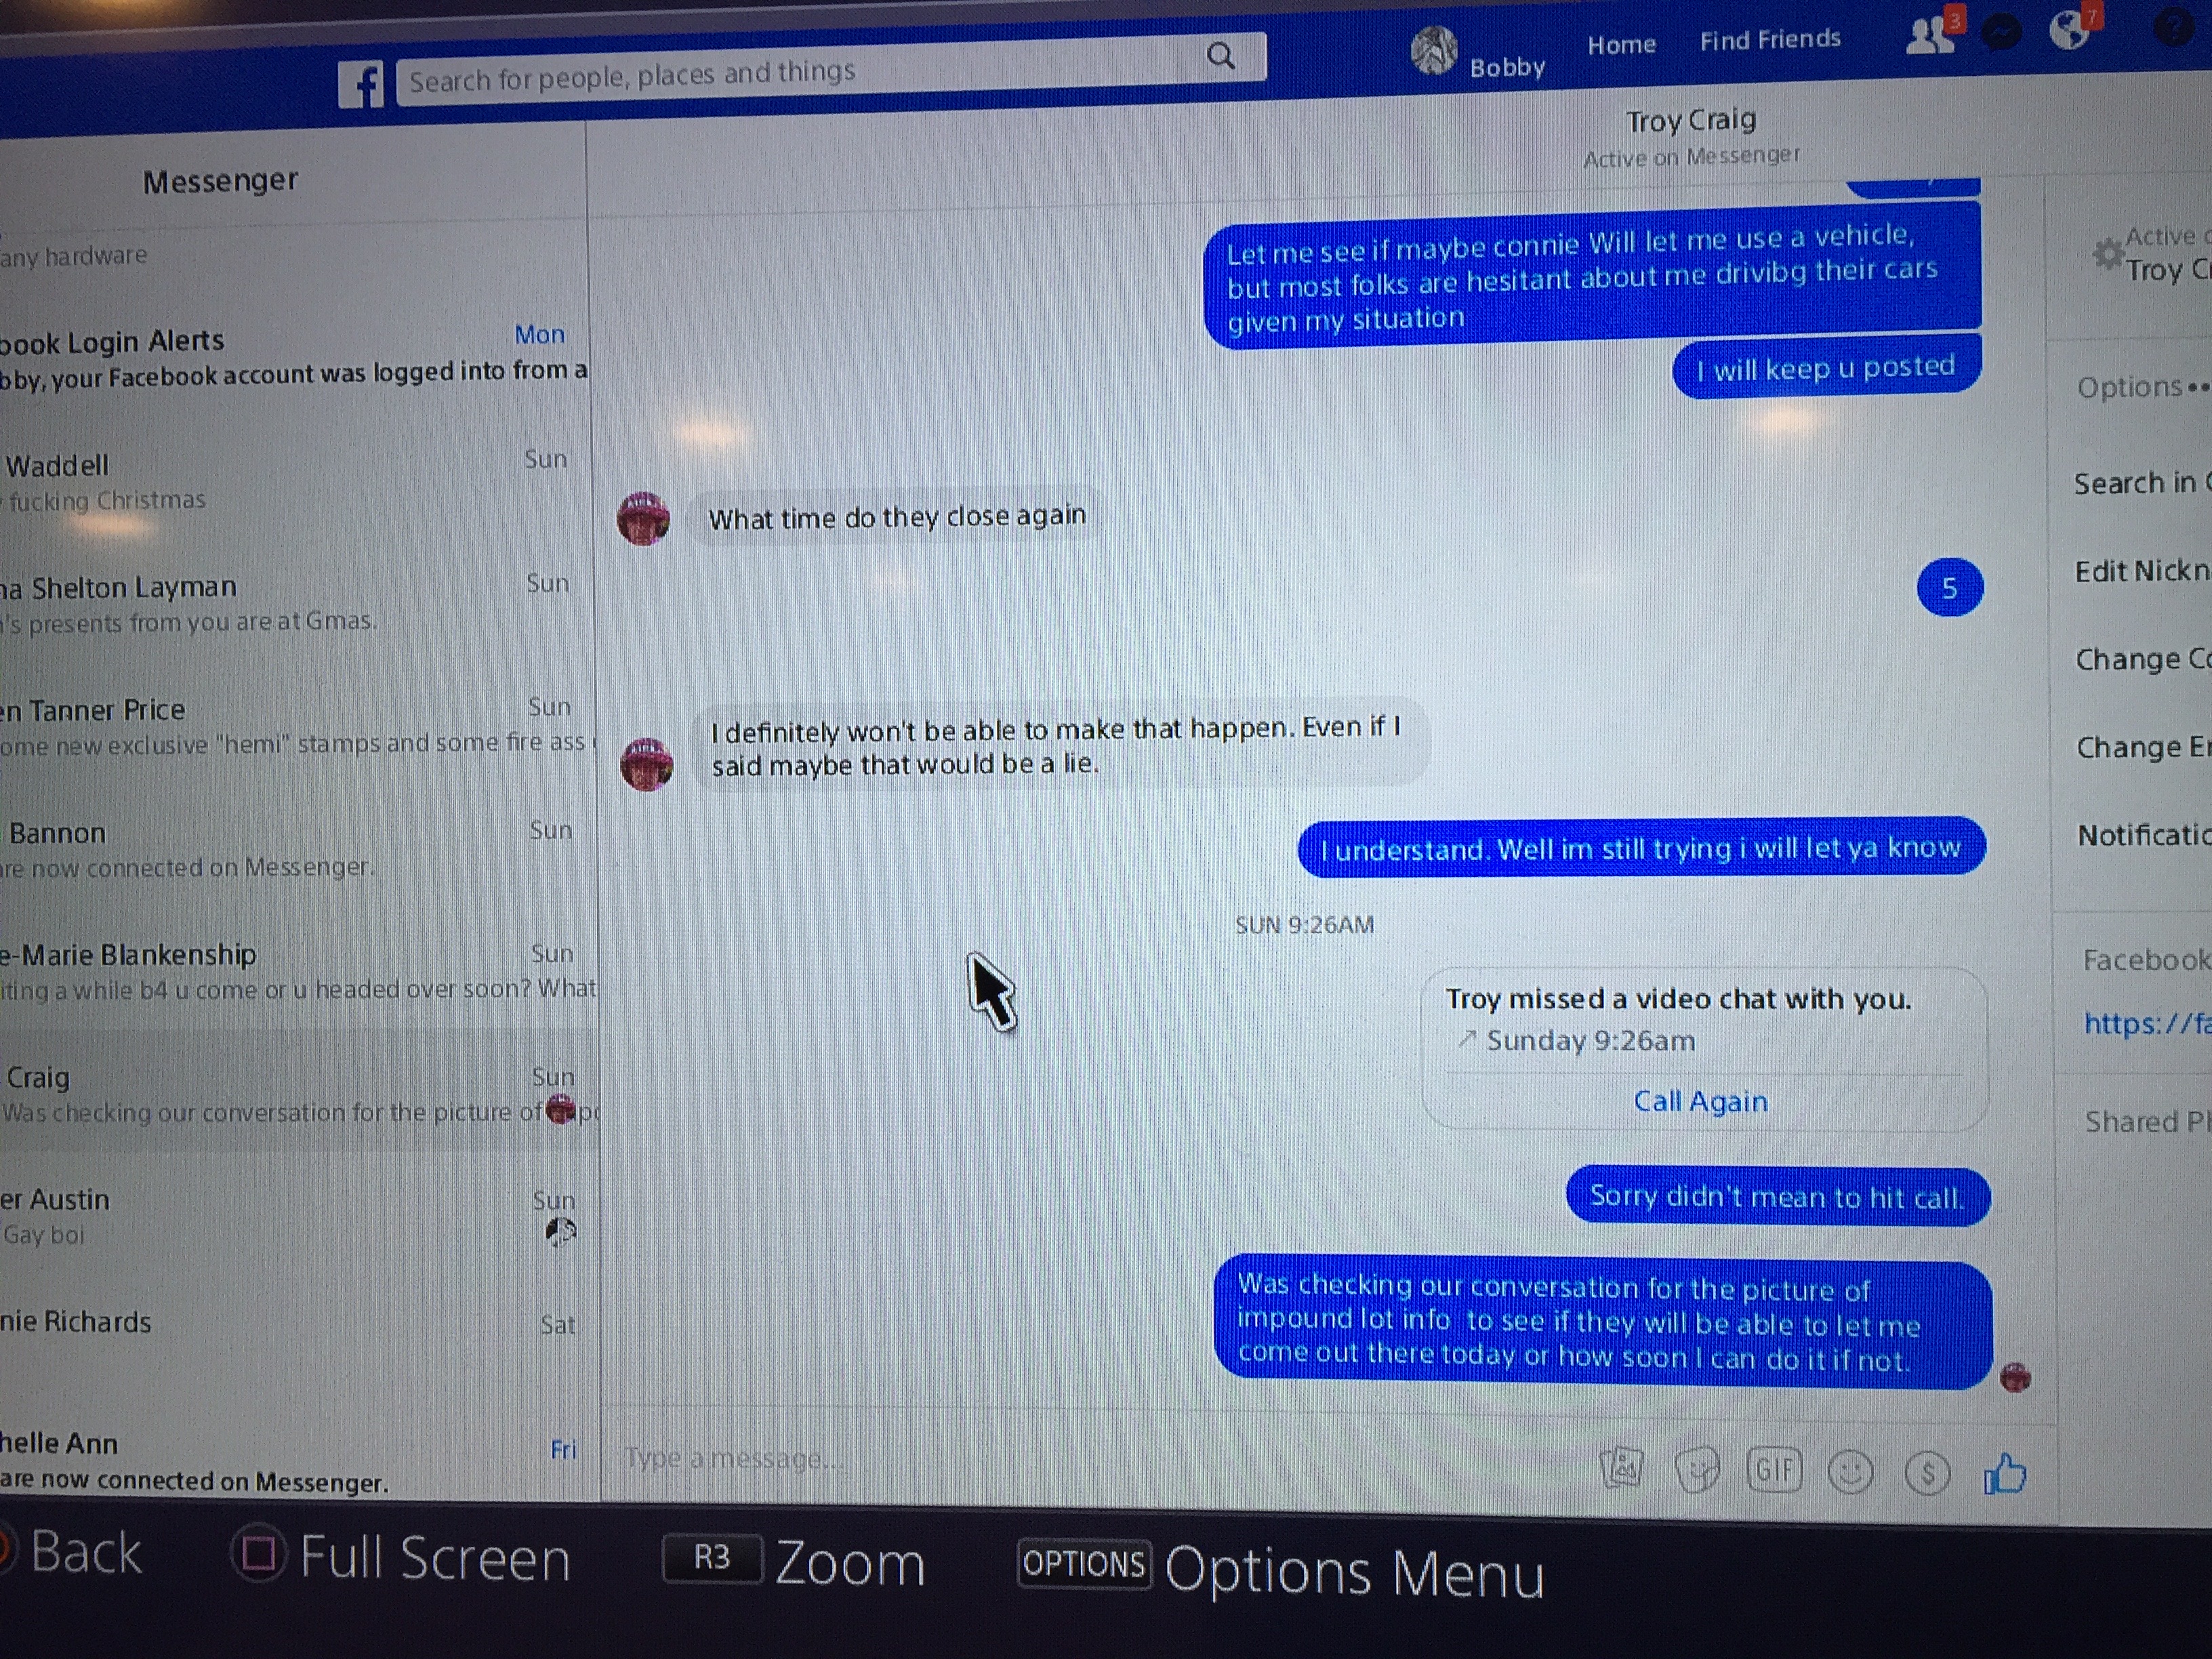 f
Search for people, places and things
Bobby
Home
Find Friends
3
7
?
Messenger
any hardware
book Login Alerts
Mon
bby, your Facebook account was logged into from a
Waddell
Sun
fucking Christmas
na Shelton Layman
Sun
's presents from you are at Gmas.
en Tanner Price
Sun
ome new exclusive "hemi" stamps and some fire ass
Bannon
Sun
are now connected on Messenger.
e-Marie Blankenship
Sun
iting a while b4 u come or u headed over soon? What
Craig
Sun
Was checking our conversation for the picture of
er Austin
Sun
Gay boi
nie Richards
Sat
helle Ann
Fri
are now connected on Messenger.
Troy Craig
Active on Messenger
Let me see if maybe connie Will let me use a vehicle,
but most folks are hesitant about me drivibg their cars
given my situation
I will keep u posted
What time do they close again
5
I definitely won't be able to make that happen. Even if I
said maybe that would be a lie.
I understand. Well im still trying i will let ya know
SUN 9:26AM
Troy missed a video chat with you.
Sunday 9:26am
Call Again
Sorry didn't mean to hit call.
Was checking our conversation for the picture of
impound lot info to see if they will be able to let me
come out there today or how soon I can do it if not.
Type a message...
GIF
$
Active
Troy C
Options
Search in
Edit Nickn
Change Co
Change E
Notificatio
Facebook
https://fa
Shared P
Back
Full Screen
R3
Zoom
OPTIONS
Options Menu